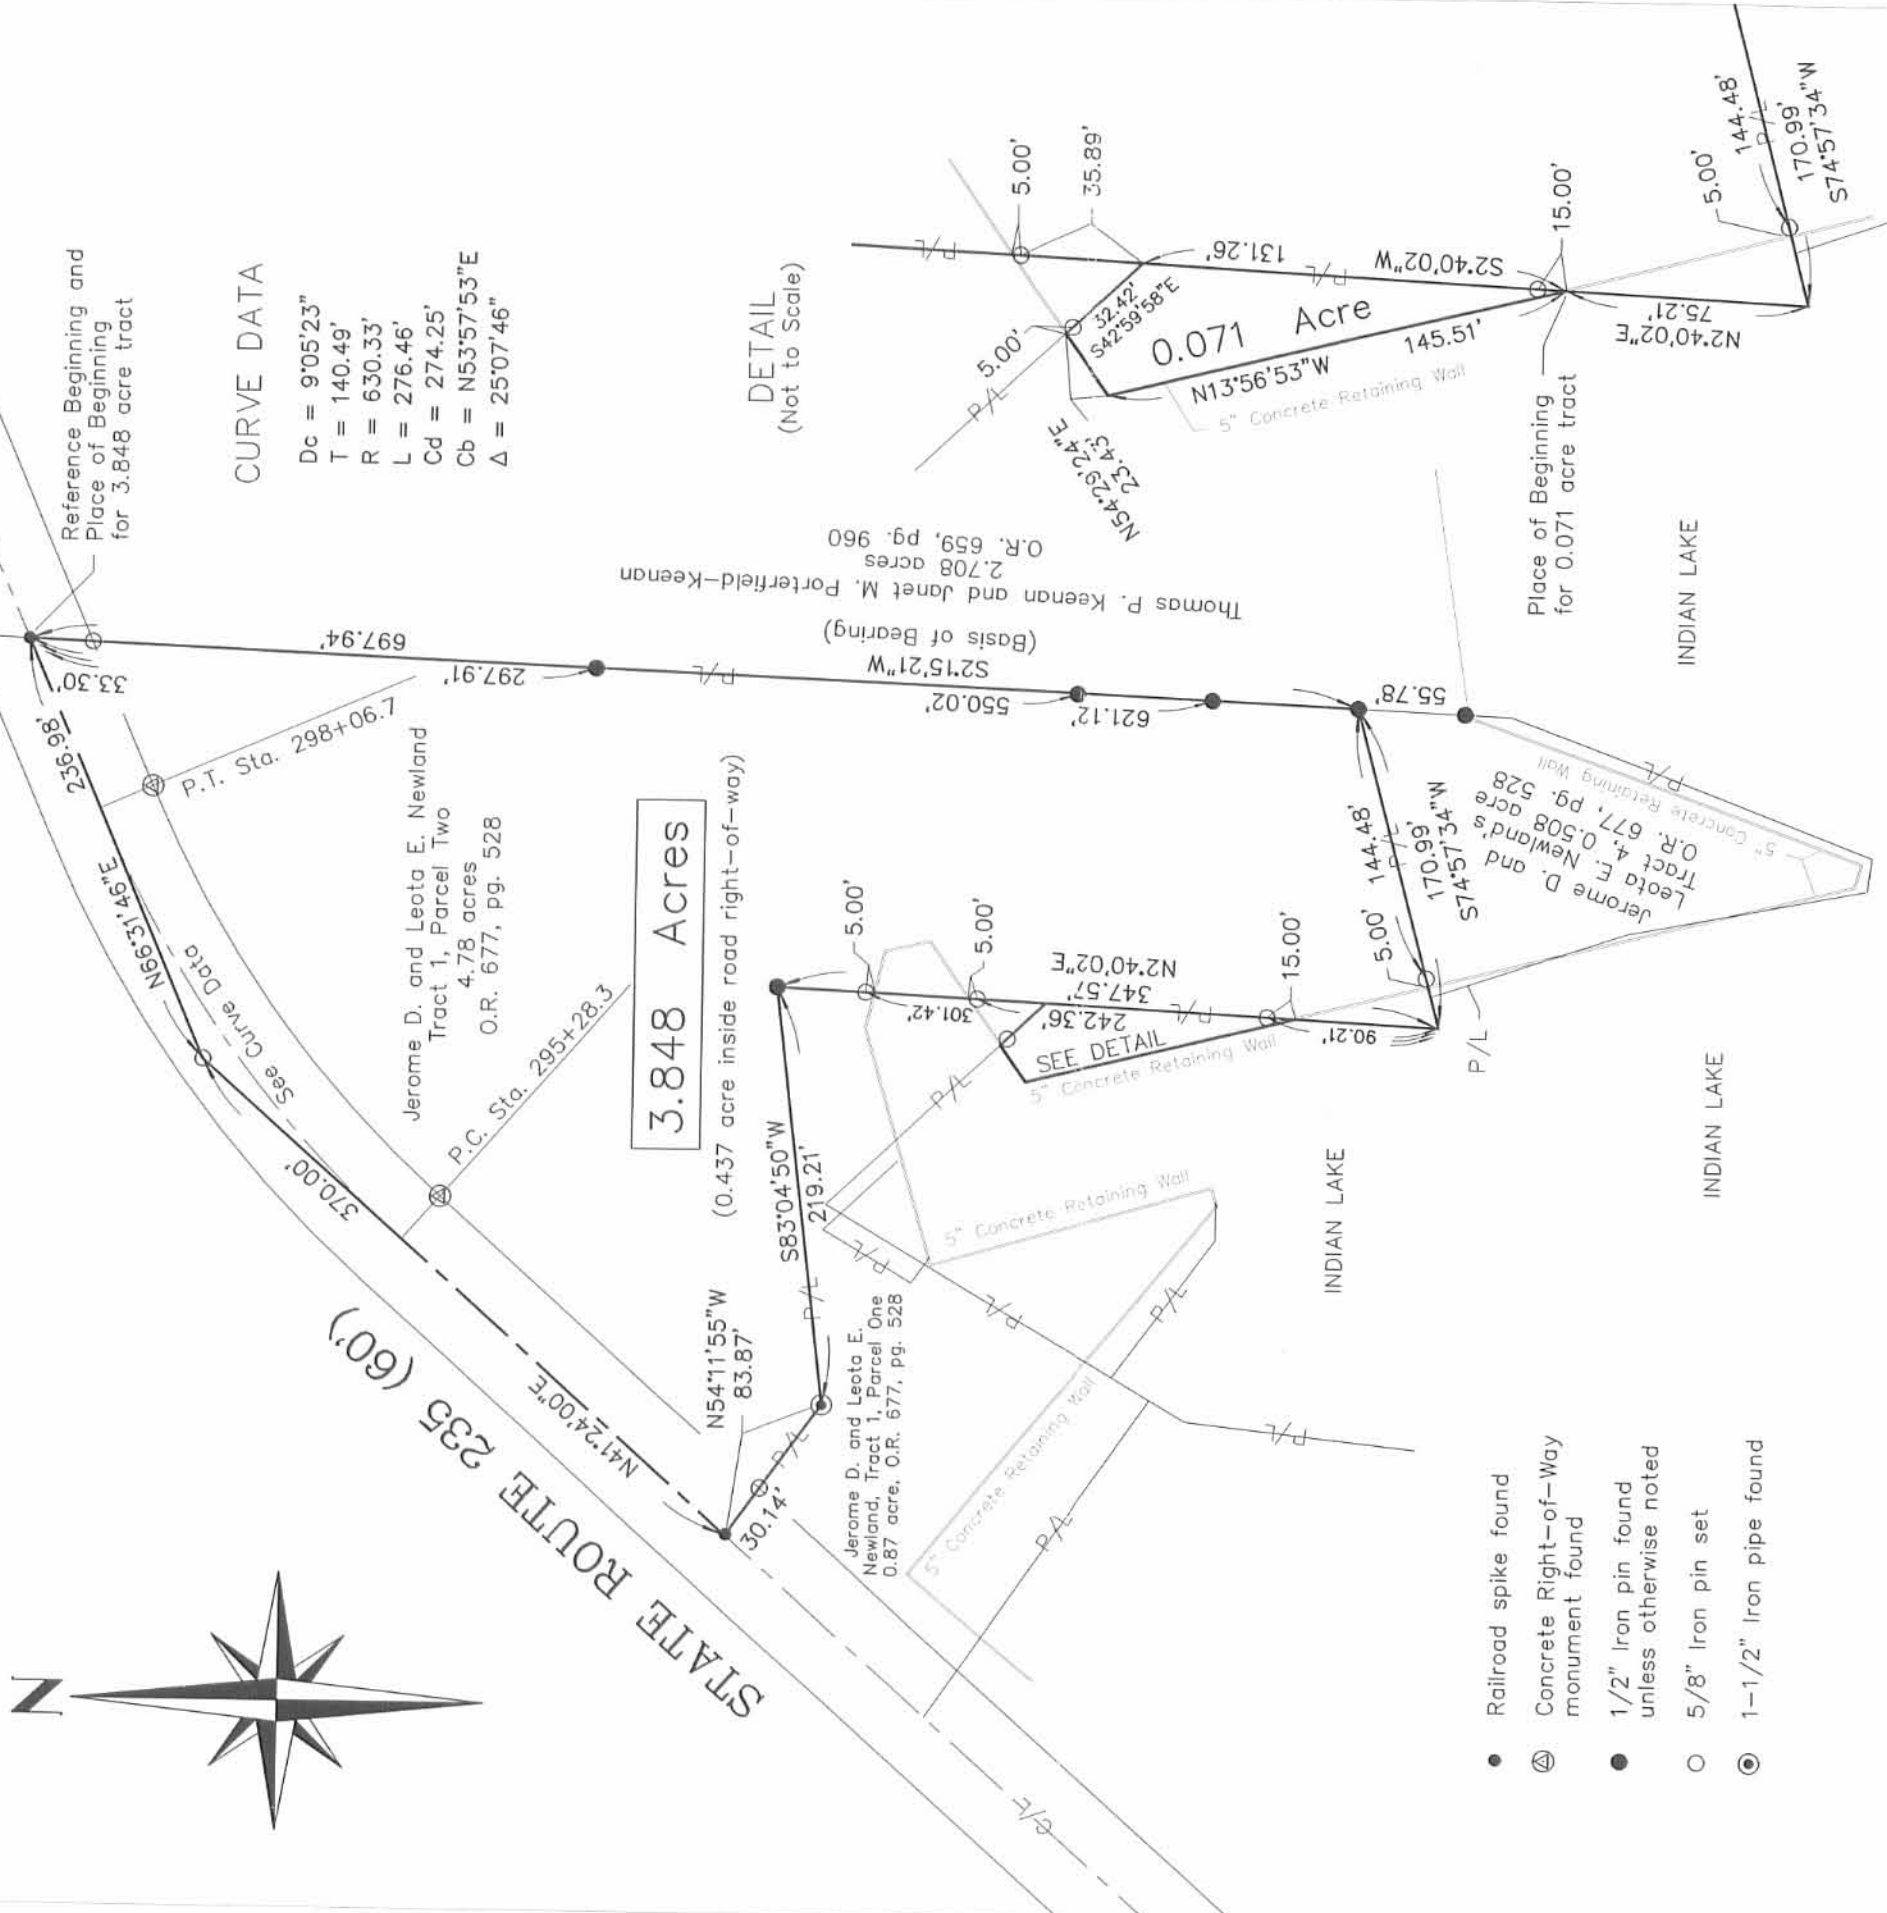 N
Reference Beginning and
Place of Beginning
for 3.848 acre tract
CURVE DATA
Dc = 9°05'23"
T = 140.49'
R = 630.33'
L = 276.46'
Cd = 274.25'
Cb = N53°57'53"E
Δ = 25°07'46"
DETAIL
(Not to Scale)
5.00'
35.89'
P/L
5.00'
P/L
32.42'
S42°59'58"E
131.26'
S2°40'02"W
P/L
0.071 Acre
N13°56'53"W
145.51'
5" Concrete Retaining Wall
N54°29'24"E
23.43'
15.00'
N2°40'02"E
75.21'
5.00'
144.48'
P/L
170.99'
S74°57'34"W
Place of Beginning
for 0.071 acre tract
INDIAN LAKE
33.30'
236.98'
N66°31'46"E
P.T. Sta. 298+06.7
See Curve Data
697.94'
297.91'
P/L
S2°15'21"W
(Basis of Bearing)
550.02'
621.12'
55.78'
Thomas P. Keenan and Janet M. Porterfield-Keenan
2.708 acres
O.R. 659, pg. 960
Jerome D. and Leota E. Newland
Tract 1, Parcel Two
4.78 acres
O.R. 677, pg. 528
P.C. Sta. 295+28.3
370.00'
3.848 Acres
(0.437 acre inside road right-of-way)
N41°24'00"E
STATE ROUTE 235 (60')
N54°11'55"W
83.87'
30.14'
P/L
S83°04'50"W
219.21'
P/L
Jerome D. and Leota E.
Newland, Tract 1, Parcel One
0.87 acre, O.R. 677, pg. 528
5.00'
5.00'
301.42'
N2°40'02"E
347.57'
242.36'
P/L
15.00'
90.21'
SEE DETAIL
5" Concrete Retaining Wall
P/L
5.00'
144.48'
P/L
170.99'
S74°57'34"W
P/L
Jerome D. and
Leota E. Newland's
Tract 4, 0.508 acre
O.R. 677, pg. 528
5" Concrete Retaining Wall
P/L
P/L
P/L
5" Concrete Retaining Wall
P/L
5" Concrete Retaining Wall
P/L
P/L
INDIAN LAKE
INDIAN LAKE
C/L
Railroad spike found
Concrete Right-of-Way
monument found
1/2" Iron pin found
unless otherwise noted
5/8" Iron pin set
1-1/2" Iron pipe found